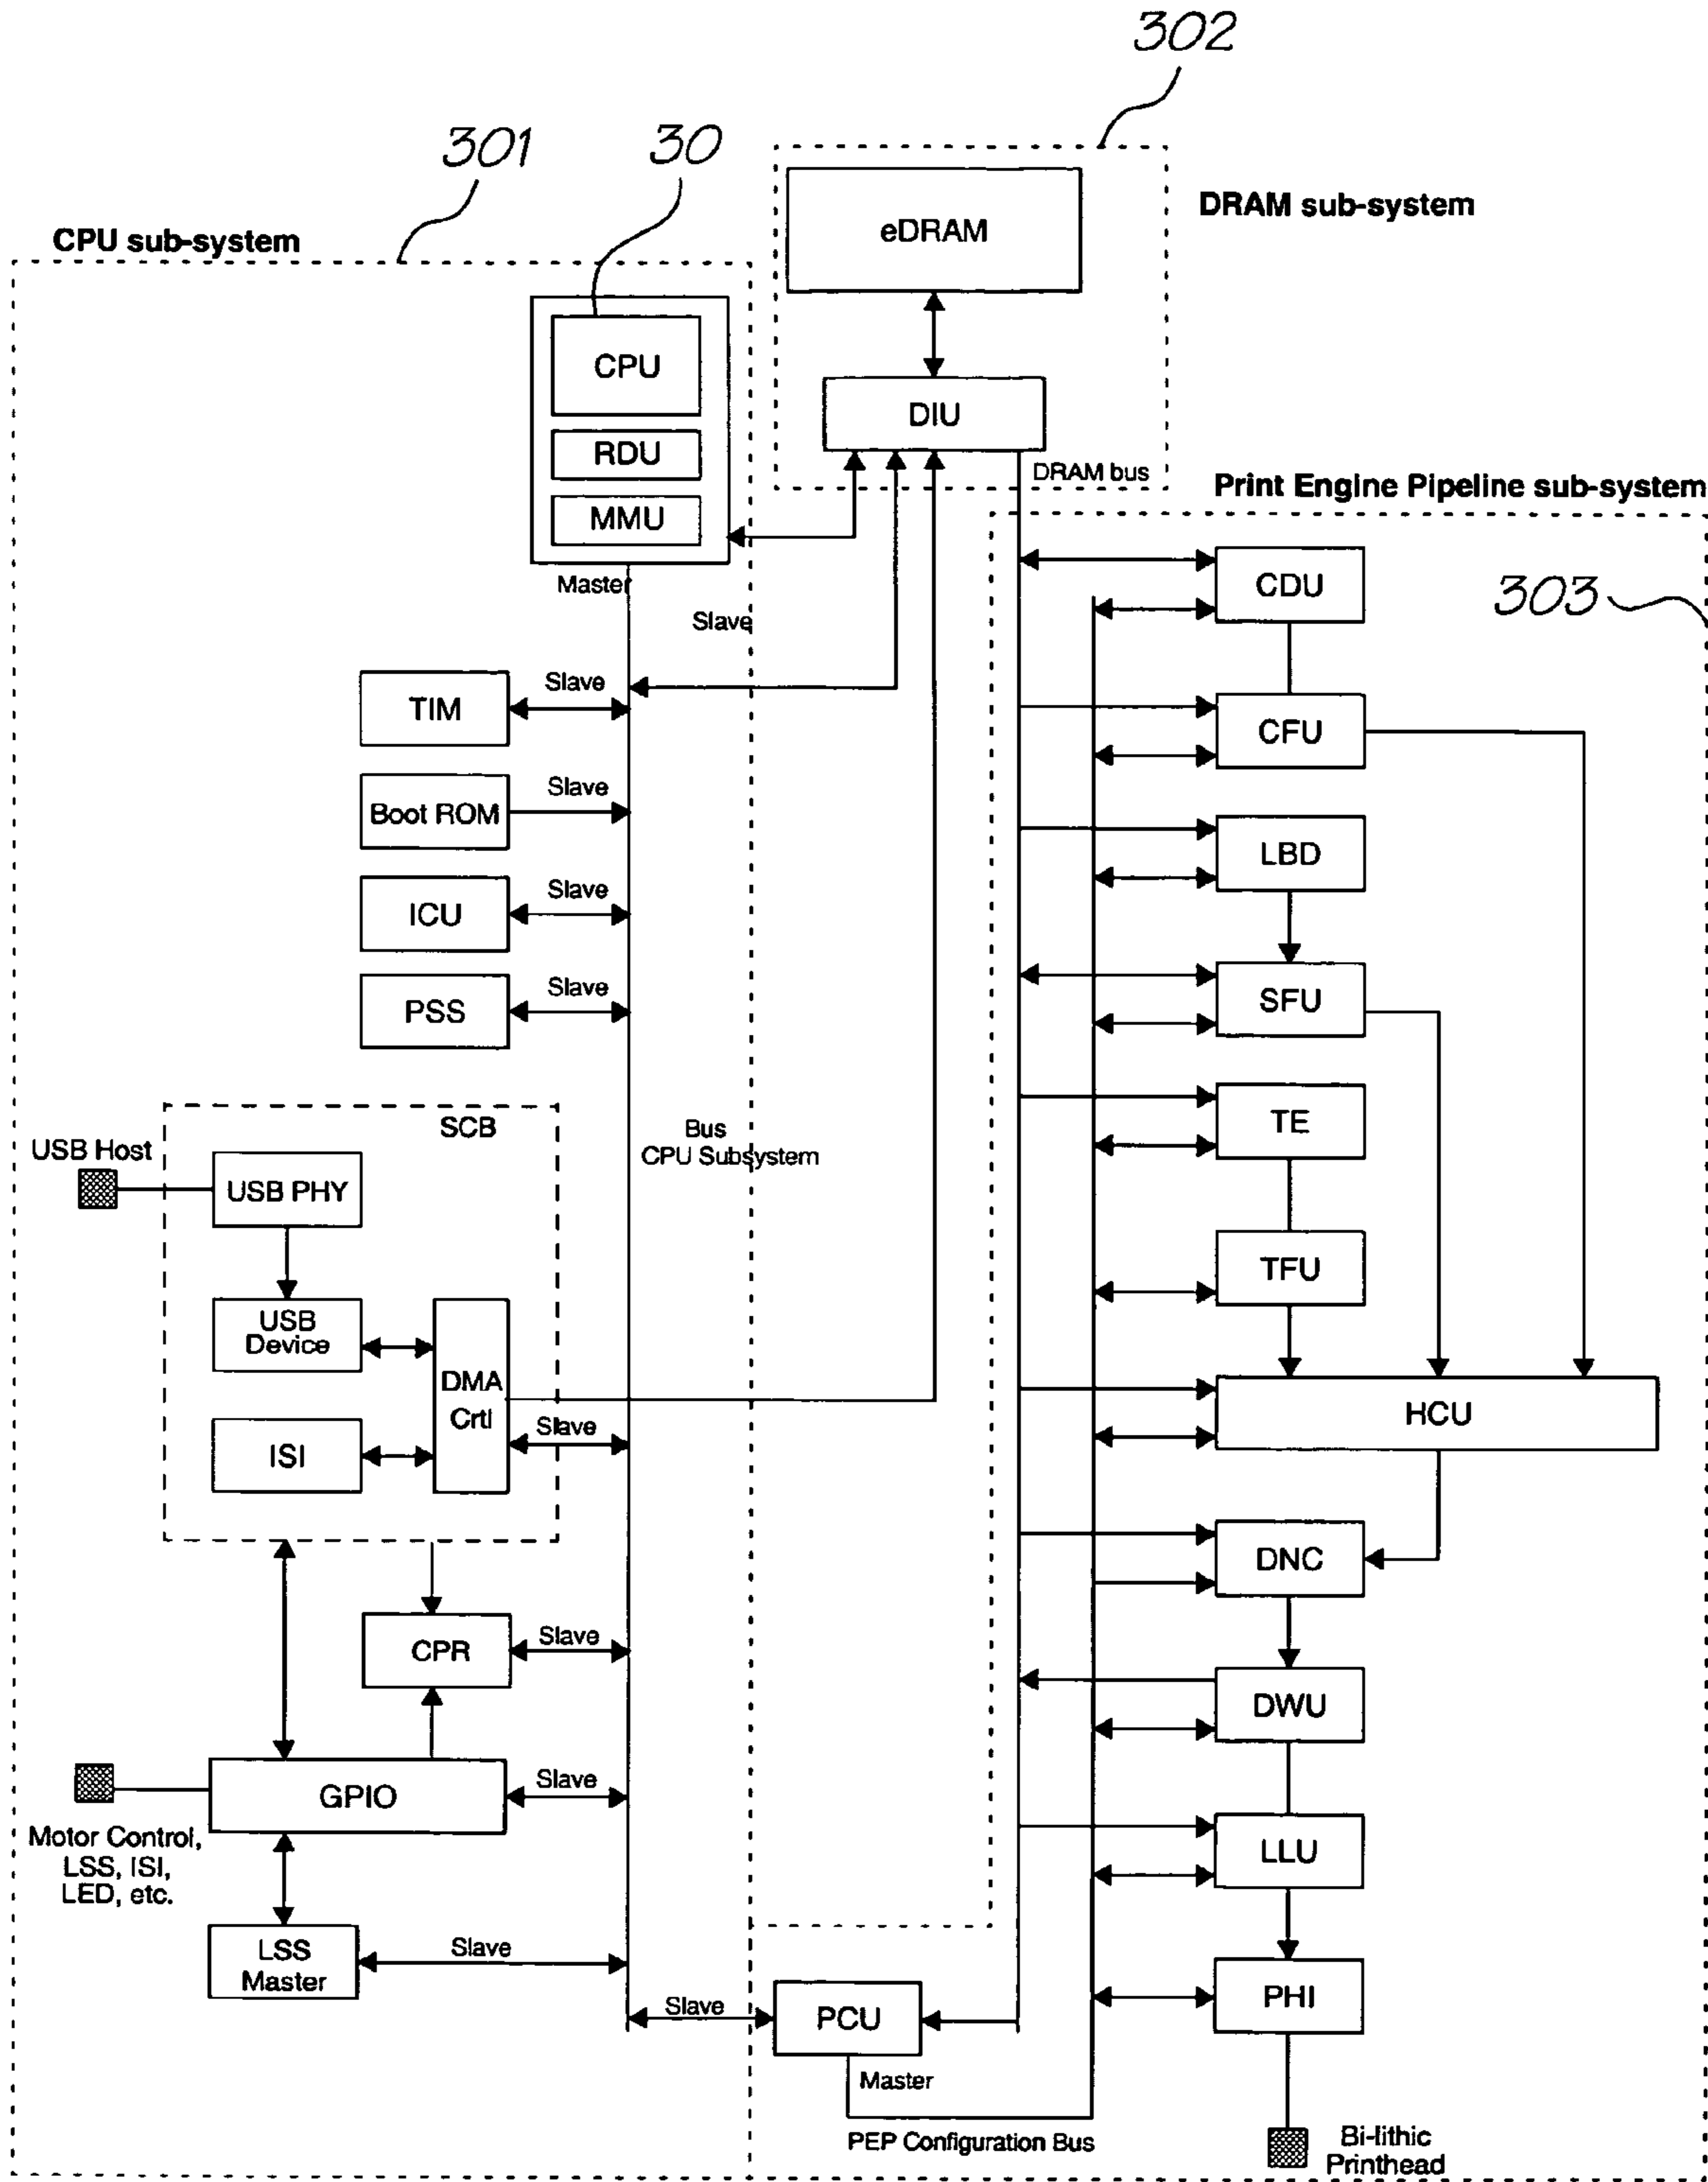 302
301
30
DRAM sub-system
CPU sub-system
eDRAM
CPU
DIU
RDU
DRAM bus
MMU
Print Engine Pipeline sub-system
Master
Slave
CDU
303
TIM
Slave
CFU
Boot ROM
Slave
LBD
ICU
Slave
PSS
Slave
SFU
SCB
TE
USB Host
USB PHY
Bus
CPU Subsystem
TFU
USB
Device
DMA
Crtl
Slave
ISI
HCU
DNC
CPR
Slave
DWU
GPIO
Slave
Motor Control,
LSS, ISI,
LED, etc.
LLU
LSS
Master
Slave
Slave
PCU
PHI
Master
PEP Configuration Bus
Bi-lithic
Printhead